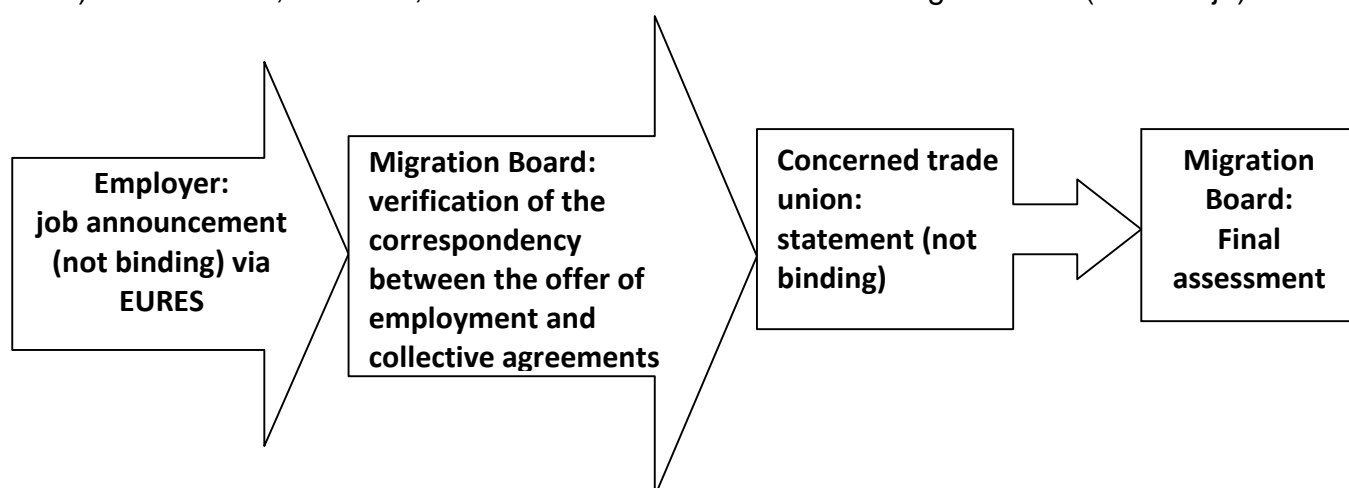 Employer:
job announcement
(not binding) via
EURES
Migration Board:
verification of the
correspondency
between the offer of
employment and
collective agreements
Concerned trade
union:
statement (not
binding)
Migration
Board:
Final
assessment